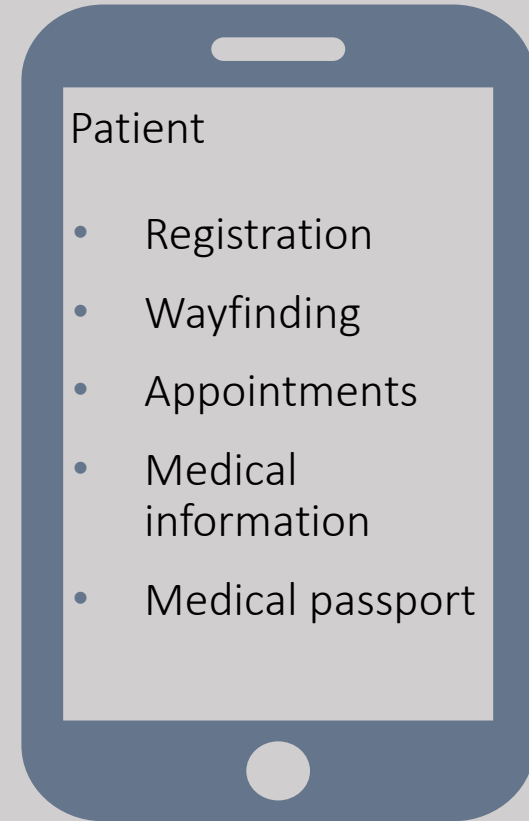 Patient
• Registration
• Wayfinding
• Appointments
• Medical
information
• Medical passport